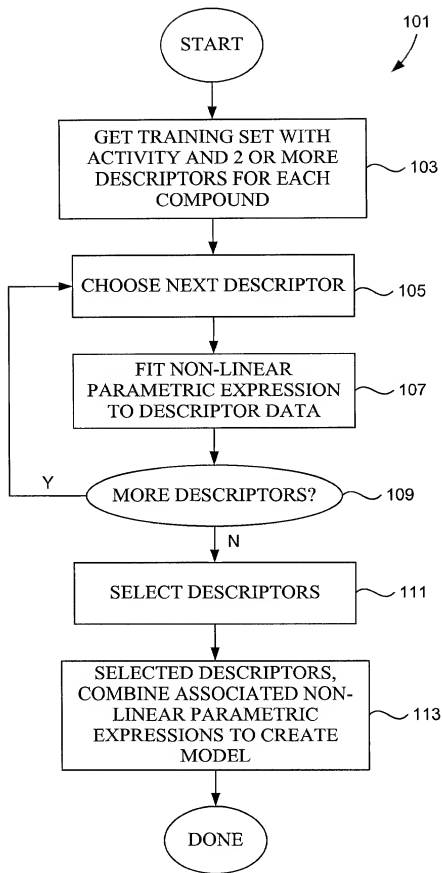 START
101
GET TRAINING SET WITH
ACTIVITY AND 2 OR MORE
DESCRIPTORS FOR EACH
COMPOUND
103
CHOOSE NEXT DESCRIPTOR
105
FIT NON-LINEAR
PARAMETRIC EXPRESSION
TO DESCRIPTOR DATA
107
Y
MORE DESCRIPTORS?
109
N
SELECT DESCRIPTORS
111
SELECTED DESCRIPTORS,
COMBINE ASSOCIATED NON-
LINEAR PARAMETRIC
EXPRESSIONS TO CREATE
MODEL
113
DONE